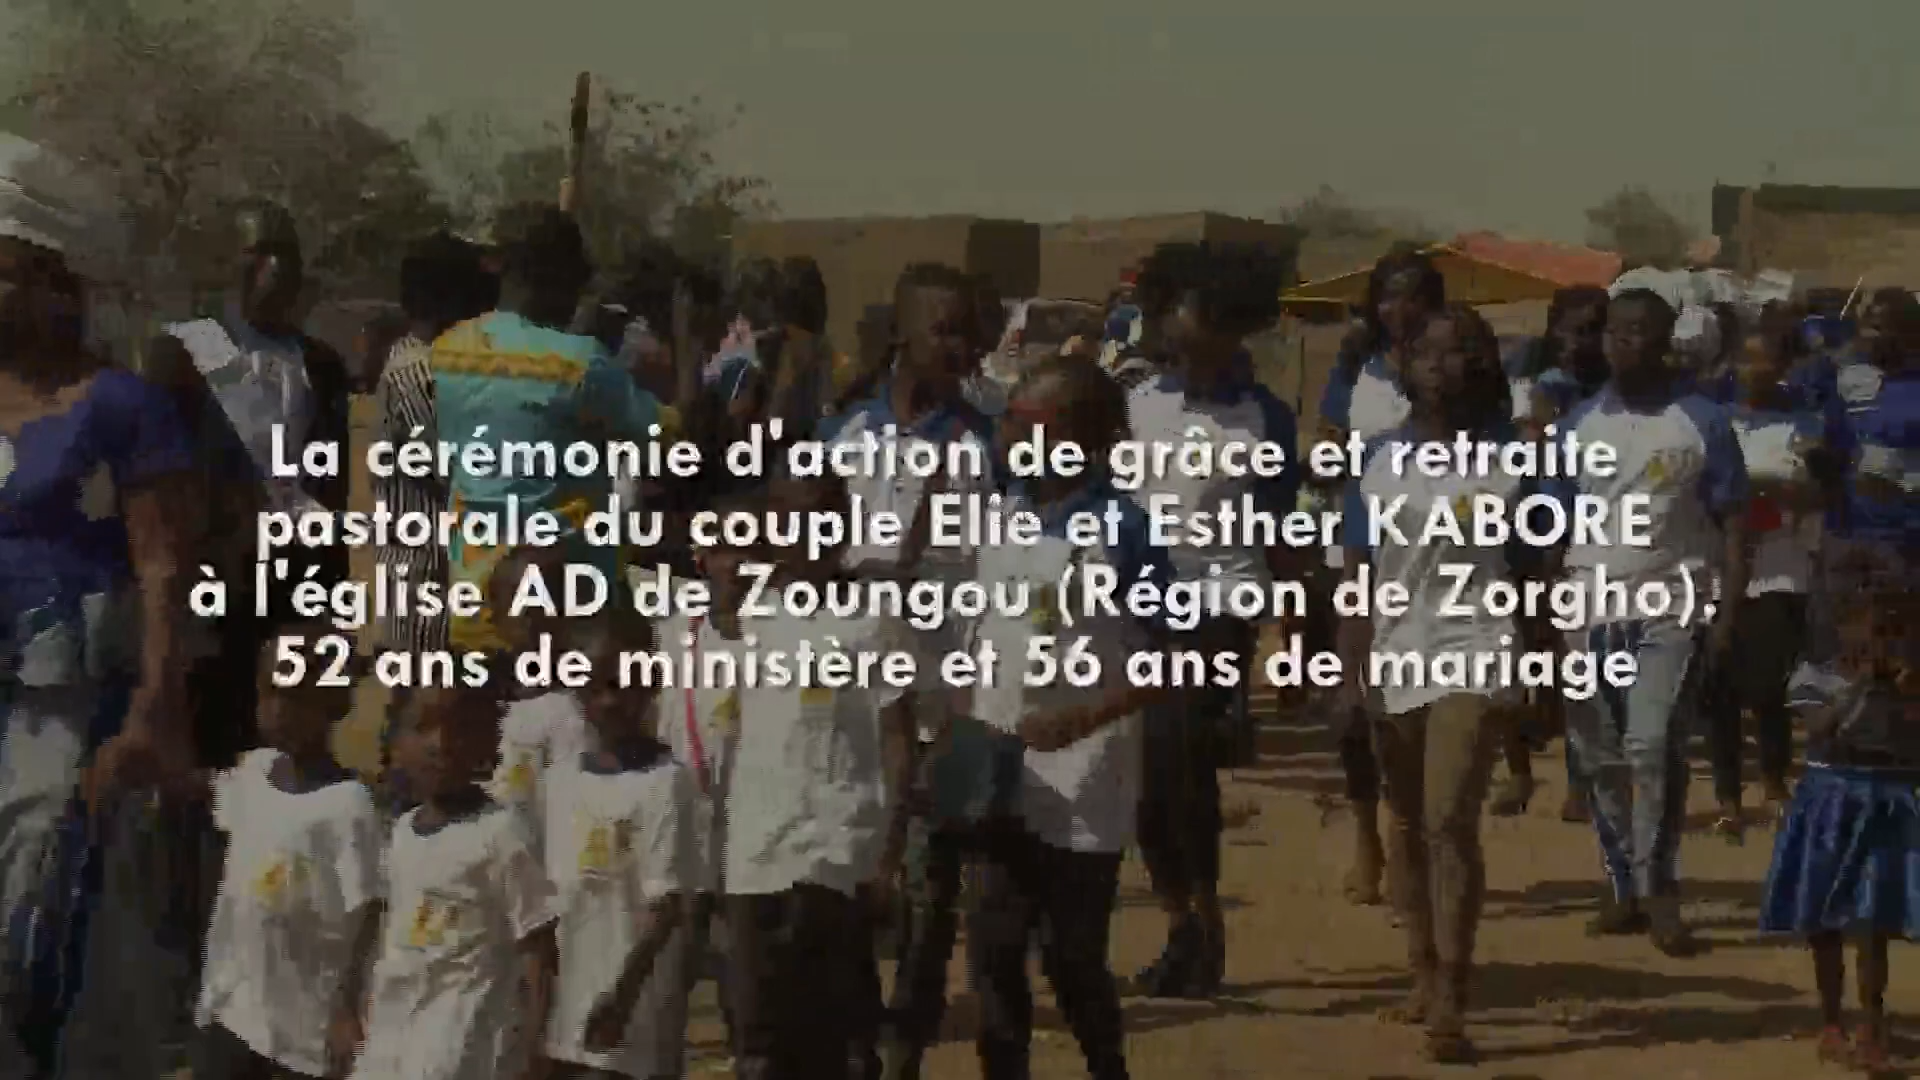 La cérémonie d'action de grâce et retraite
pastorale du couple Elie et Esther KABORE
à l'église AD de Zoungou (Région de Zorgho).
52 ans de ministère et 56 ans de mariage